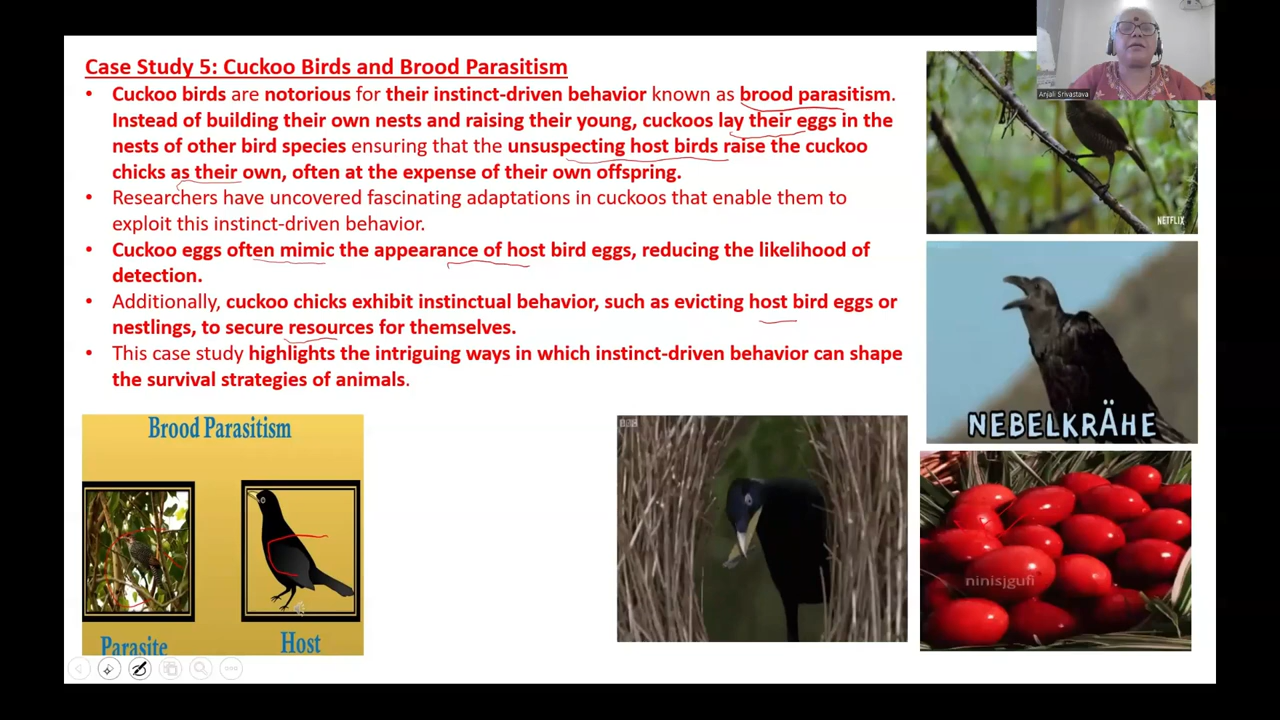 Case Study 5: Cuckoo Birds and Brood Parasitism
• Cuckoo birds are notorious for their instinct-driven behavior known as brood parasitism.
Instead of building their own nests and raising their young, cuckoos lay their eggs in the
nests of other bird species ensuring that the unsuspecting host birds raise the cuckoo
chicks as their own, often at the expense of their own offspring.
• Researchers have uncovered fascinating adaptations in cuckoos that enable them to
exploit this instinct-driven behavior.
• Cuckoo eggs often mimic the appearance of host bird eggs, reducing the likelihood of
detection.
• Additionally, cuckoo chicks exhibit instinctual behavior, such as evicting host bird eggs or
nestlings, to secure resources for themselves.
• This case study highlights the intriguing ways in which instinct-driven behavior can shape
the survival strategies of animals.
Anjali Srivastava
NETFLIX
NEBELKRÄHE
Brood Parasitism
Parasite
Host
ninisjgufi